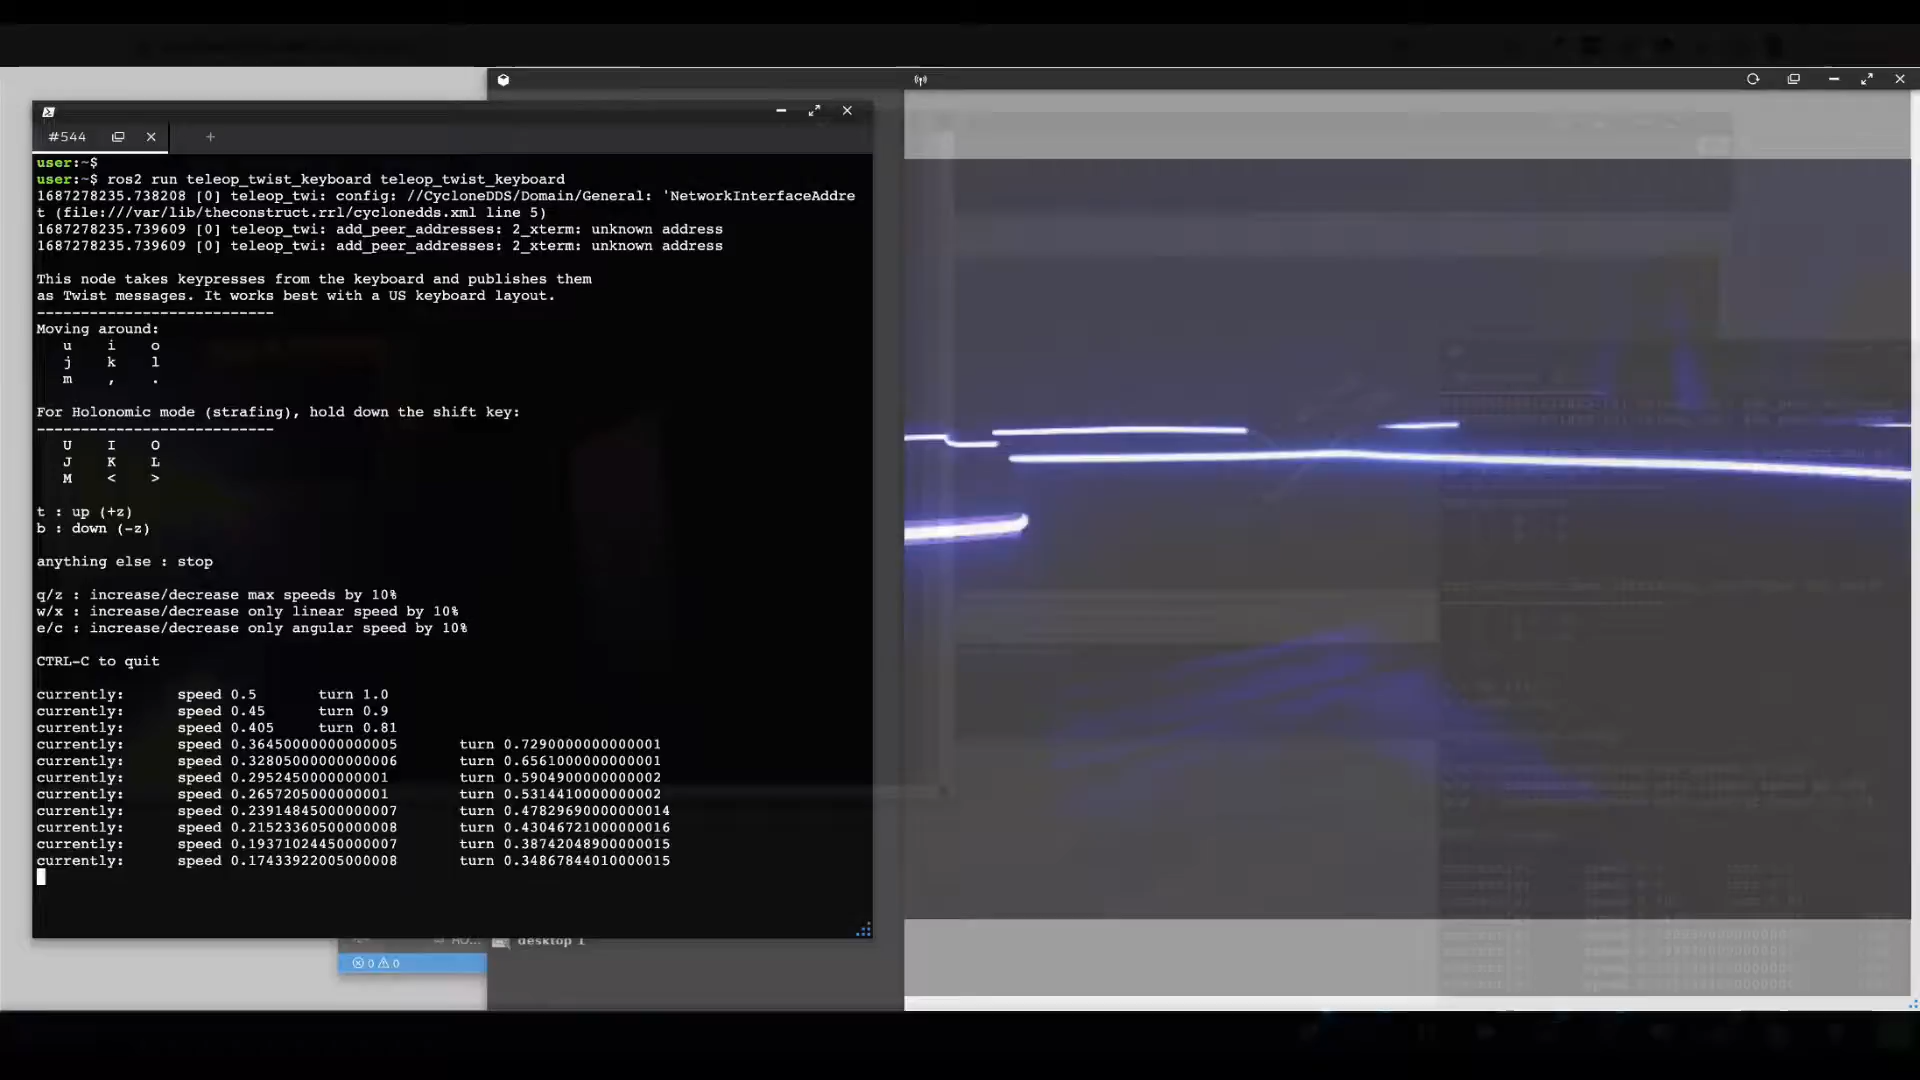 #544
user:~$
user:~$ ros2 run teleop_twist_keyboard teleop_twist_keyboard
1687278235.738208 [0] teleop_twi: config: //CycloneDDS/Domain/General: 'NetworkInterfaceAddre
t (file:///var/lib/theconstruct.rrl/cyclonedds.xml line 5)
1687278235.739609 [0] teleop_twi: add_peer_addresses: 2_xterm: unknown address
1687278235.739609 [0] teleop_twi: add_peer_addresses: 2_xterm: unknown address
This node takes keypresses from the keyboard and publishes them
as Twist messages. It works best with a US keyboard layout.
---------------------------
Moving around:
u i o
j k l
m , .
For Holonomic mode (strafing), hold down the shift key:
---------------------------
U I O
J K L
M < >
t : up (+z)
b : down (-z)
anything else : stop
q/z : increase/decrease max speeds by 10%
w/x : increase/decrease only linear speed by 10%
e/c : increase/decrease only angular speed by 10%
CTRL-C to quit
currently: speed 0.5 turn 1.0
currently: speed 0.45 turn 0.9
currently: speed 0.405 turn 0.81
currently: speed 0.36450000000000005 turn 0.7290000000000001
currently: speed 0.32805000000000006 turn 0.6561000000000001
currently: speed 0.2952450000000001 turn 0.5904900000000002
currently: speed 0.2657205000000001 turn 0.5314410000000002
currently: speed 0.23914845000000007 turn 0.47829690000000014
currently: speed 0.21523360500000008 turn 0.43046721000000016
currently: speed 0.19371024450000007 turn 0.38742048900000015
currently: speed 0.17433922005000008 turn 0.34867844010000015
desktop 1
0 0